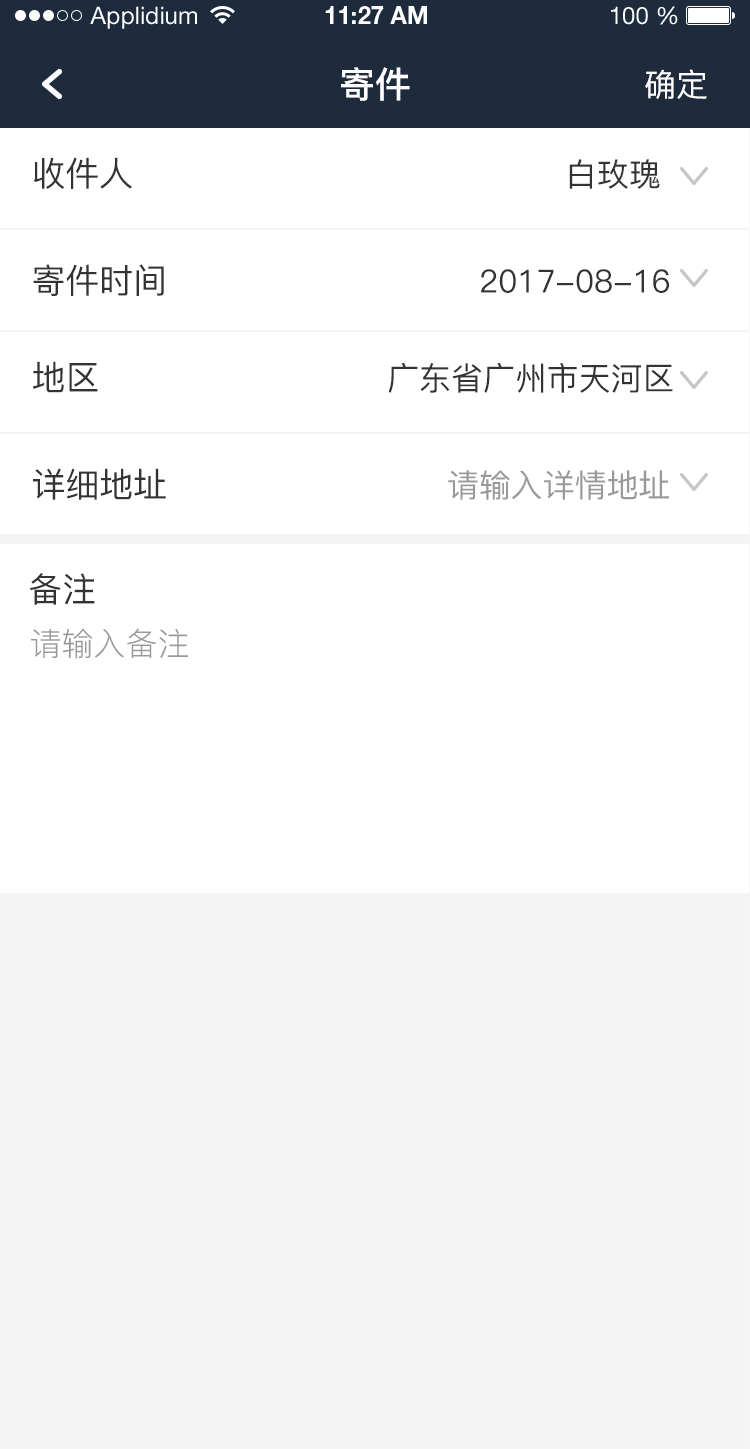 Applidium 11:27 AM 100 %
寄件 确定
收件人 白玫瑰
寄件时间 2017-08-16
地区 广东省广州市天河区
详细地址 请输入详情地址
备注
请输入备注